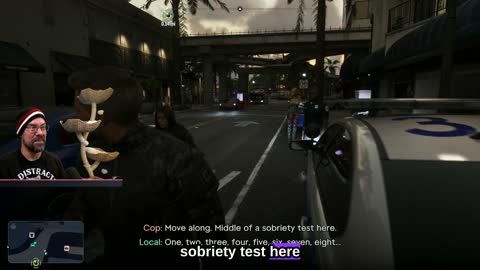 DISTRACT
3
Cop: Move along. Middle of a sobriety test here.
Local: One, two, three, four, five, six, seven, eight...
sobriety test here